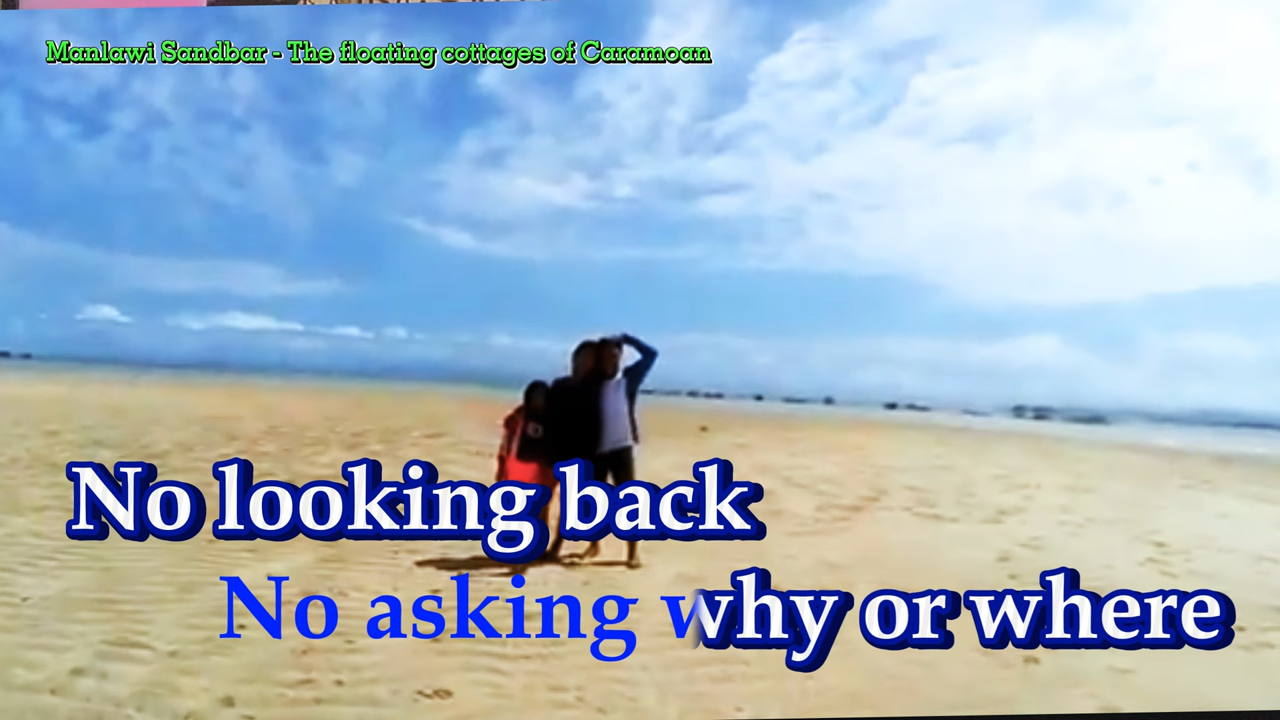 Manlawi Sandbar - The floating cottages of Caramoan
No looking back
No asking why or where